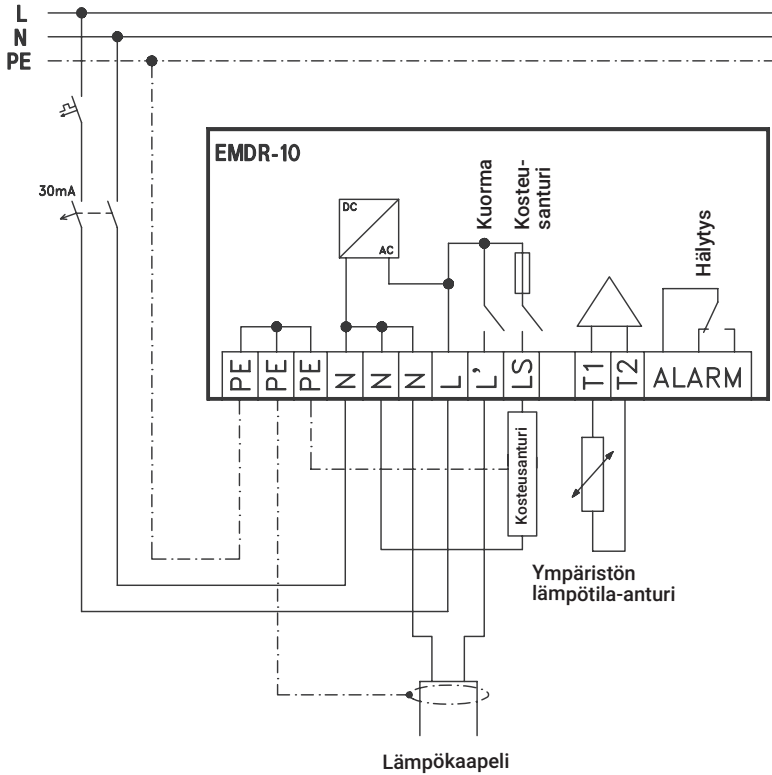 L
N
PE
30mA
EMDR-10
DC
AC
Kuorma
Kosteu-
santuri
Hälytys
PE
PE
PE
N
N
N
L
L'
LS
T1
T2
ALARM
Kosteusanturi
Ympäristön
lämpötila-anturi
Lämpökaapeli